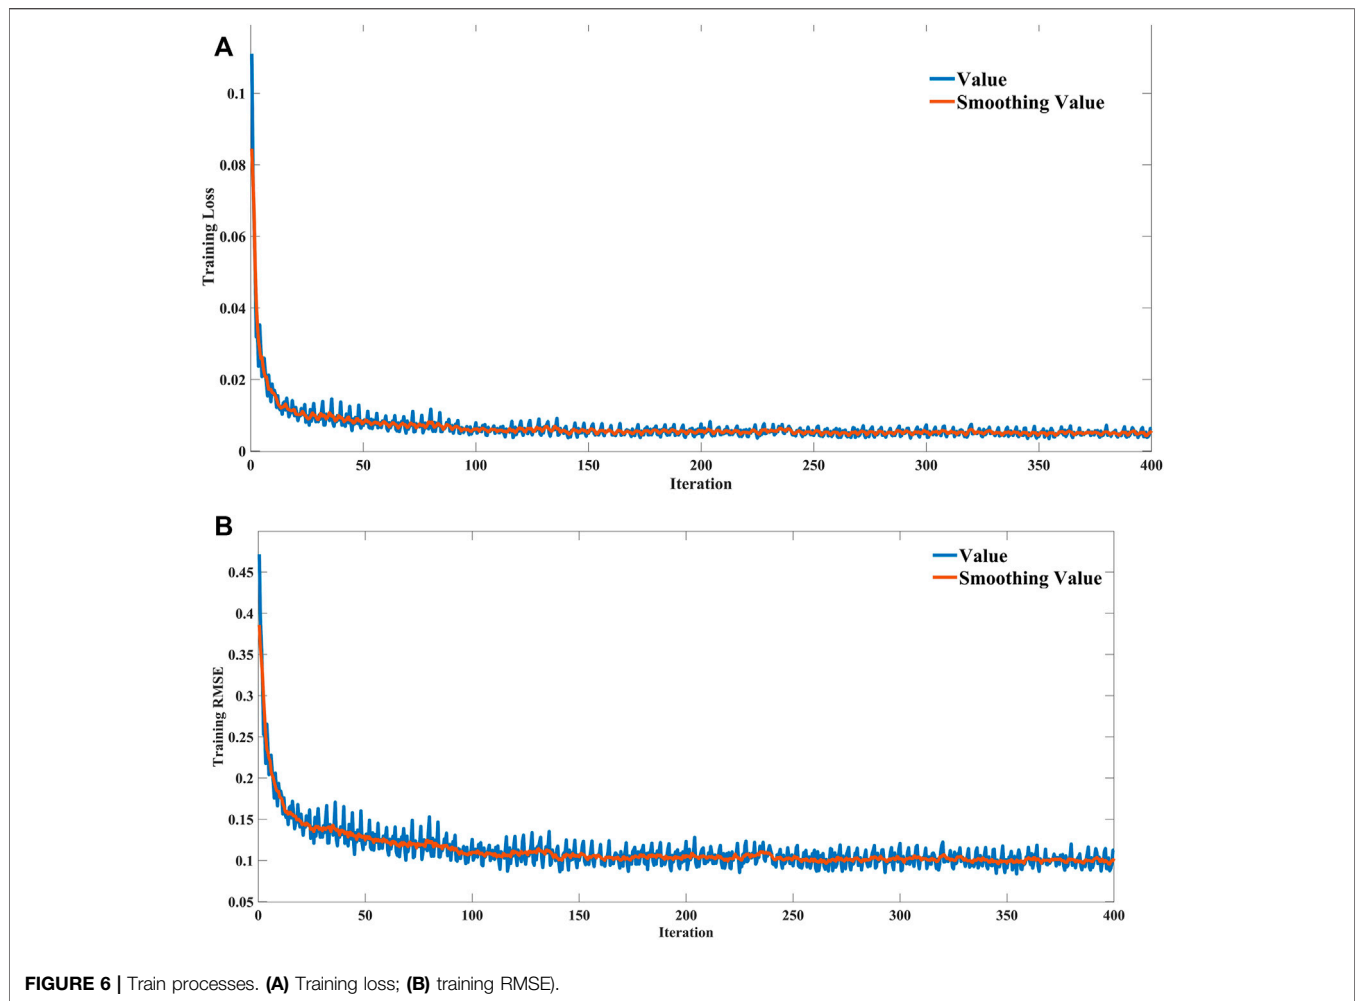 A
Value
Smoothing Value
0.1
0.08
0.06
0.04
0.02
0
Training Loss
0 50 100 150 200 250 300 350 400
Iteration
B
Value
Smoothing Value
0.45
0.4
0.35
0.3
0.25
0.2
0.15
0.1
0.05
Training RMSE
0 50 100 150 200 250 300 350 400
Iteration
FIGURE 6 | Train processes. (A) Training loss; (B) training RMSE).